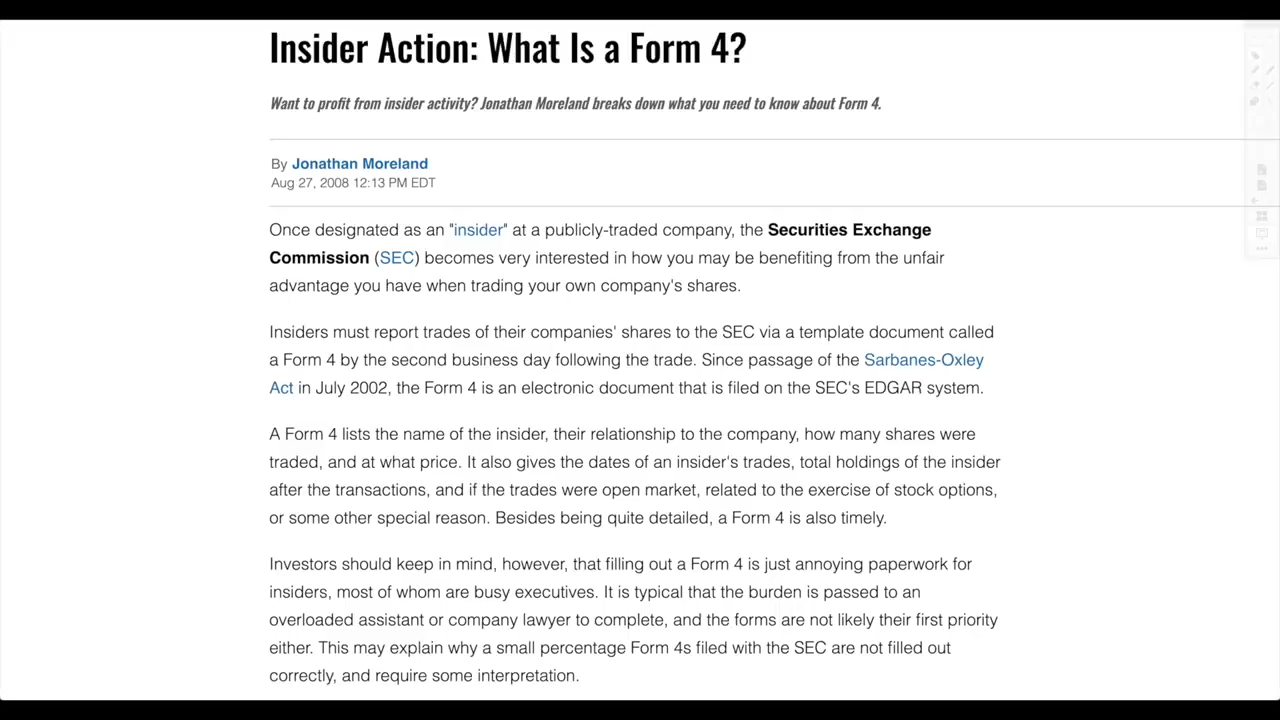 Insider Action: What Is a Form 4?
Want to profit from insider activity? Jonathan Moreland breaks down what you need to know about Form 4.
By Jonathan Moreland
Aug 27, 2008 12:13 PM EDT
Once designated as an "insider" at a publicly-traded company, the Securities Exchange
Commission (SEC) becomes very interested in how you may be benefiting from the unfair
advantage you have when trading your own company's shares.
Insiders must report trades of their companies' shares to the SEC via a template document called
a Form 4 by the second business day following the trade. Since passage of the Sarbanes-Oxley
Act in July 2002, the Form 4 is an electronic document that is filed on the SEC's EDGAR system.
A Form 4 lists the name of the insider, their relationship to the company, how many shares were
traded, and at what price. It also gives the dates of an insider's trades, total holdings of the insider
after the transactions, and if the trades were open market, related to the exercise of stock options,
or some other special reason. Besides being quite detailed, a Form 4 is also timely.
Investors should keep in mind, however, that filling out a Form 4 is just annoying paperwork for
insiders, most of whom are busy executives. It is typical that the burden is passed to an
overloaded assistant or company lawyer to complete, and the forms are not likely their first priority
either. This may explain why a small percentage Form 4s filed with the SEC are not filled out
correctly, and require some interpretation.